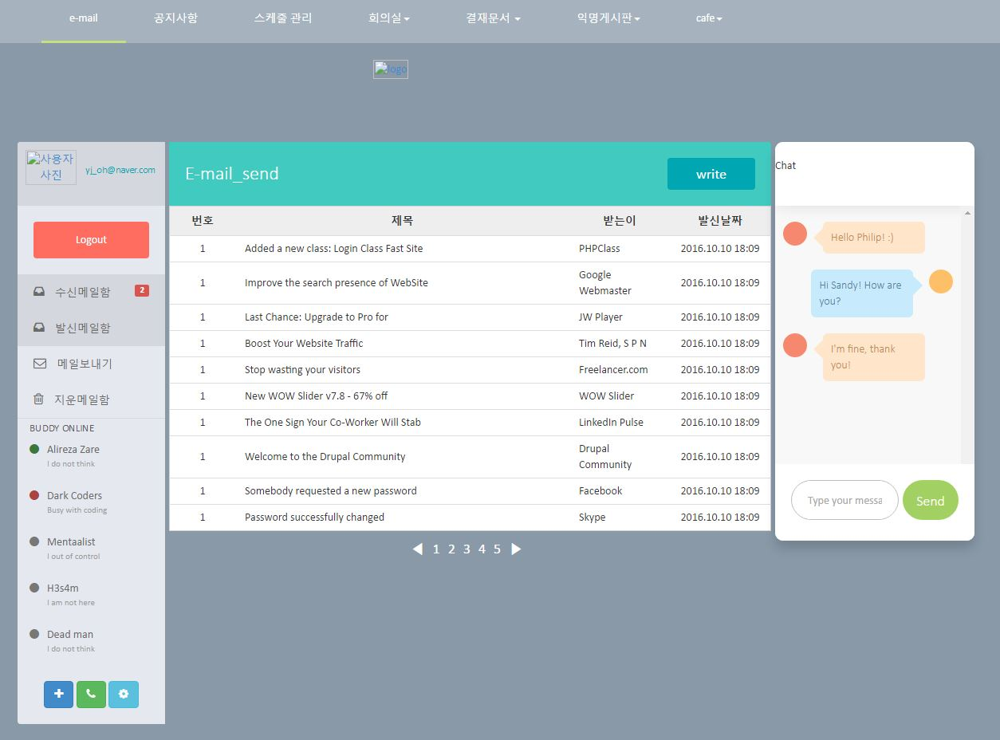 e-mail 공지사항 스케줄 관리 회의실 결재문서 익명게시판 cafe
logo
사용자
사진
yj_oh@naver.com
Logout
수신메일함 2
발신메일함
메일보내기
지운메일함
BUDDY ONLINE
Alireza Zare
I do not think
Dark Coders
Busy with coding
Mentaalist
I out of control
H3s4m
I am not here
Dead man
I do not think
E-mail_send write
번호 제목 받는이 발신날짜
1 Added a new class: Login Class Fast Site PHPClass 2016.10.10 18:09
1 Improve the search presence of WebSite Google Webmaster 2016.10.10 18:09
1 Last Chance: Upgrade to Pro for JW Player 2016.10.10 18:09
1 Boost Your Website Traffic Tim Reid, S P N 2016.10.10 18:09
1 Stop wasting your visitors Freelancer.com 2016.10.10 18:09
1 New WOW Slider v7.8 - 67% off WOW Slider 2016.10.10 18:09
1 The One Sign Your Co-Worker Will Stab LinkedIn Pulse 2016.10.10 18:09
1 Welcome to the Drupal Community Drupal Community 2016.10.10 18:09
1 Somebody requested a new password Facebook 2016.10.10 18:09
1 Password successfully changed Skype 2016.10.10 18:09
◀ 1 2 3 4 5 ▶
Chat
Hello Philip! :)
Hi Sandy! How are
you?
I'm fine, thank
you!
Type your messa Send